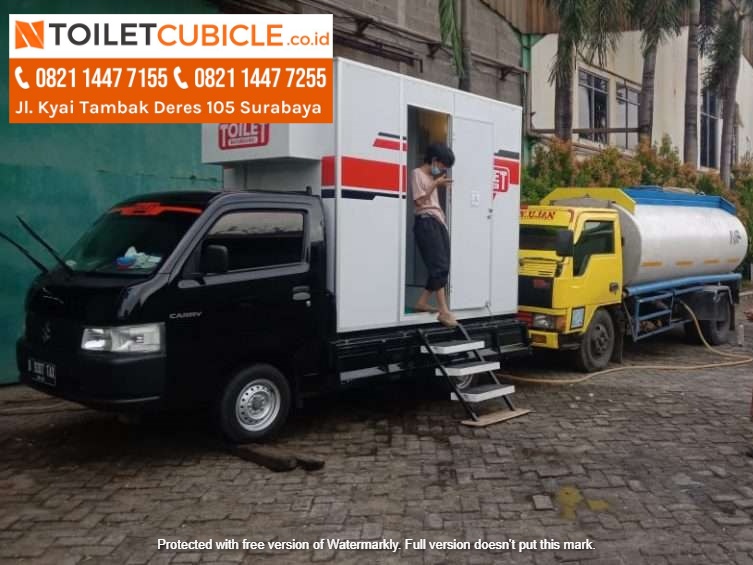 TOILETCUBICLE.co.id
0821 1447 7155 0821 1447 7255
Jl. Kyai Tambak Deres 105 Surabaya
TOILET
CARRY
Protected with free version of Watermarkly. Full version doesn't put this mark.